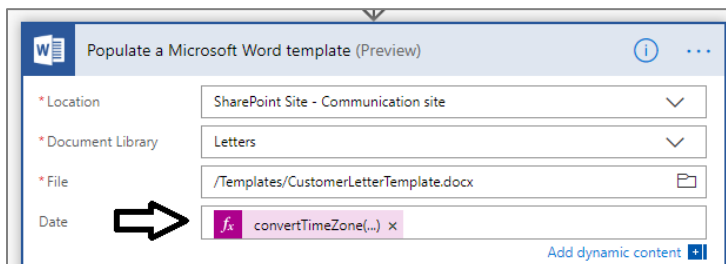 W Populate a Microsoft Word template (Preview) i ...
* Location SharePoint Site - Communication site
* Document Library Letters
* File /Templates/CustomerLetterTemplate.docx
Date fx convertTimeZone(...) ×
Add dynamic content +